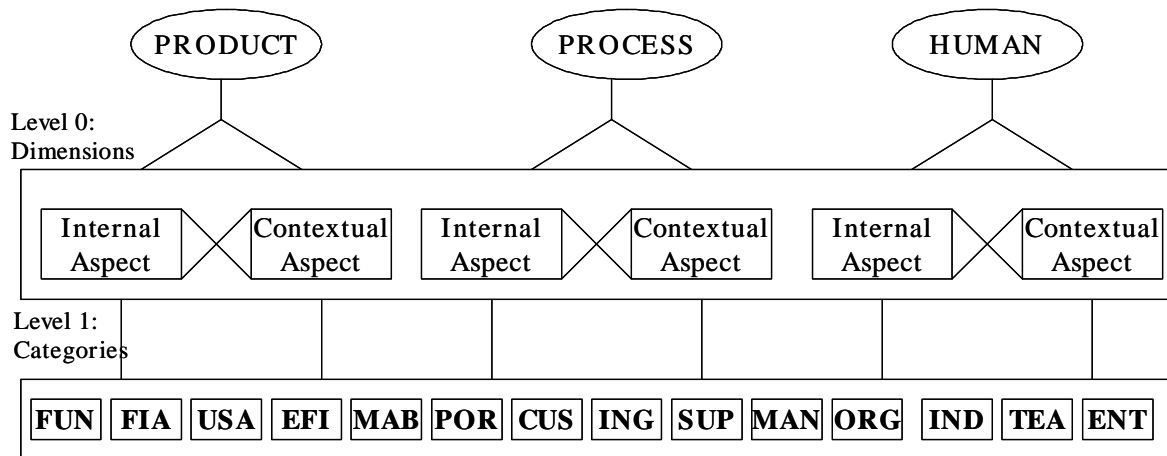 PRODUCT PROCESS HUMAN
Level 0:
Dimensions
Internal Aspect Contextual Aspect Internal Aspect Contextual Aspect Internal Aspect Contextual Aspect
Level 1:
Categories
FUN FIA USA EFI MAB POR CUS ING SUP MAN ORG IND TEA ENT